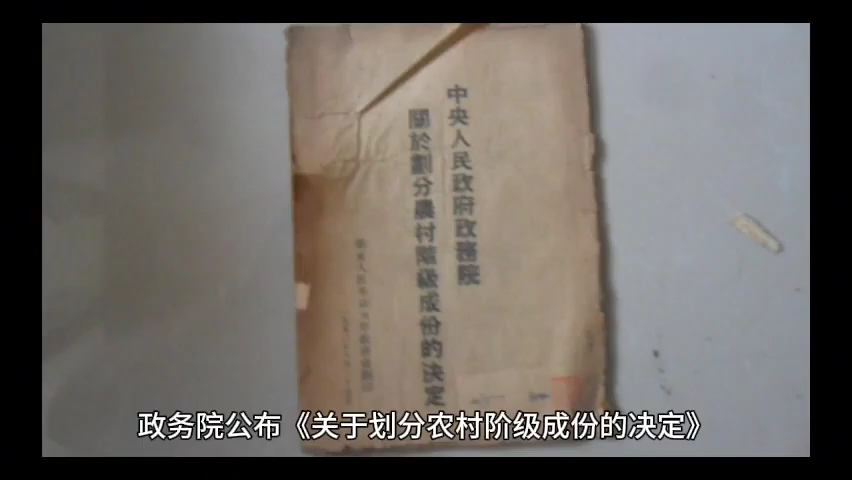 中央人民政府政務院
關於劃分農村階級成份的決定
政务院公布《关于划分农村阶级成份的决定》